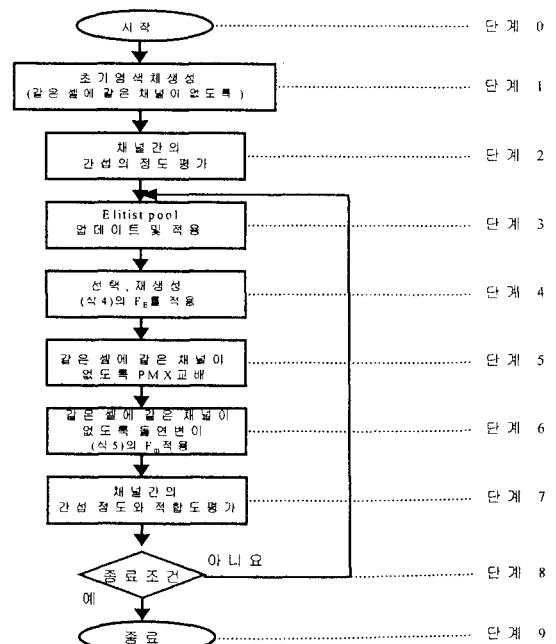 시작
단계 0
초기염색체생성
(같은 셀에 같은 채널이 없도록)
단계 1
채널간의
간섭의 정도 평가
단계 2
Elitist pool
업데이트 및 적용
단계 3
선택, 재생성
(식4)의 F_E를 적용
단계 4
같은 셀에 같은 채널이
없도록 PMX교배
단계 5
같은 셀에 같은 채널이
없도록 돌연변이
(식5)의 F_m적용
단계 6
채널간의
간섭 정도와 적합도평가
단계 7
아니요
종료조건
단계 8
예
종료
단계 9